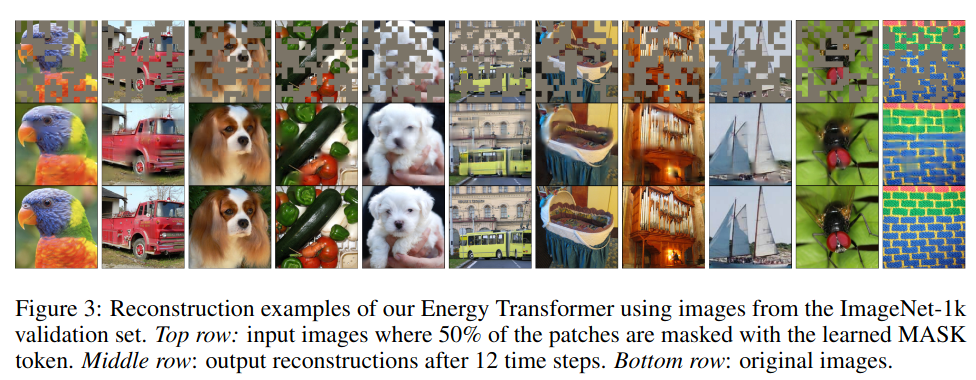 Figure 3: Reconstruction examples of our Energy Transformer using images from the ImageNet-1k
validation set. Top row: input images where 50% of the patches are masked with the learned MASK
token. Middle row: output reconstructions after 12 time steps. Bottom row: original images.